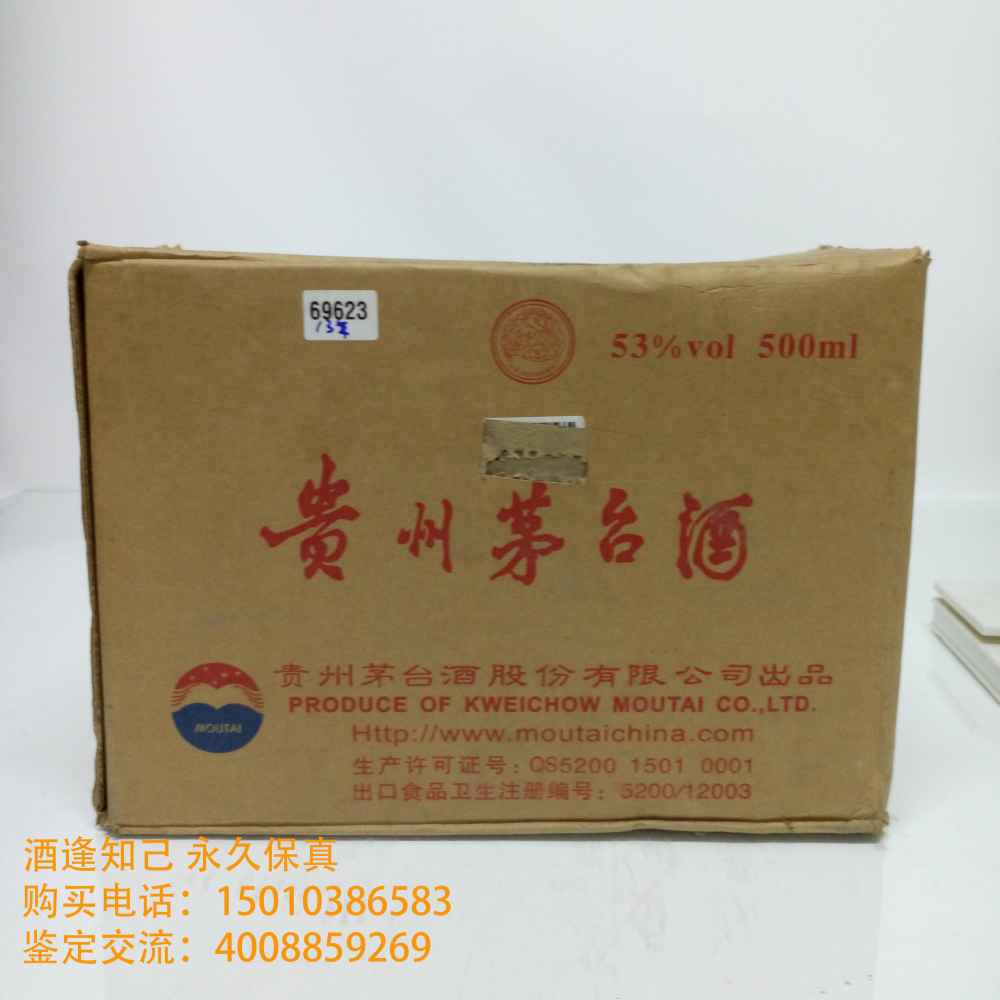 69623
13年
53%vol 500ml
贵州茅台酒
贵州茅台酒股份有限公司出品
PRODUCE OF KWEICHOW MOUTAI CO.,LTD.
MOUTAI
Http://www.moutaichina.com
生产许可证号：QS5200 1501 0001
出口食品卫生注册编号：5200/12003
酒逢知己 永久保真
购买电话：15010386583
鉴定交流：4008859269